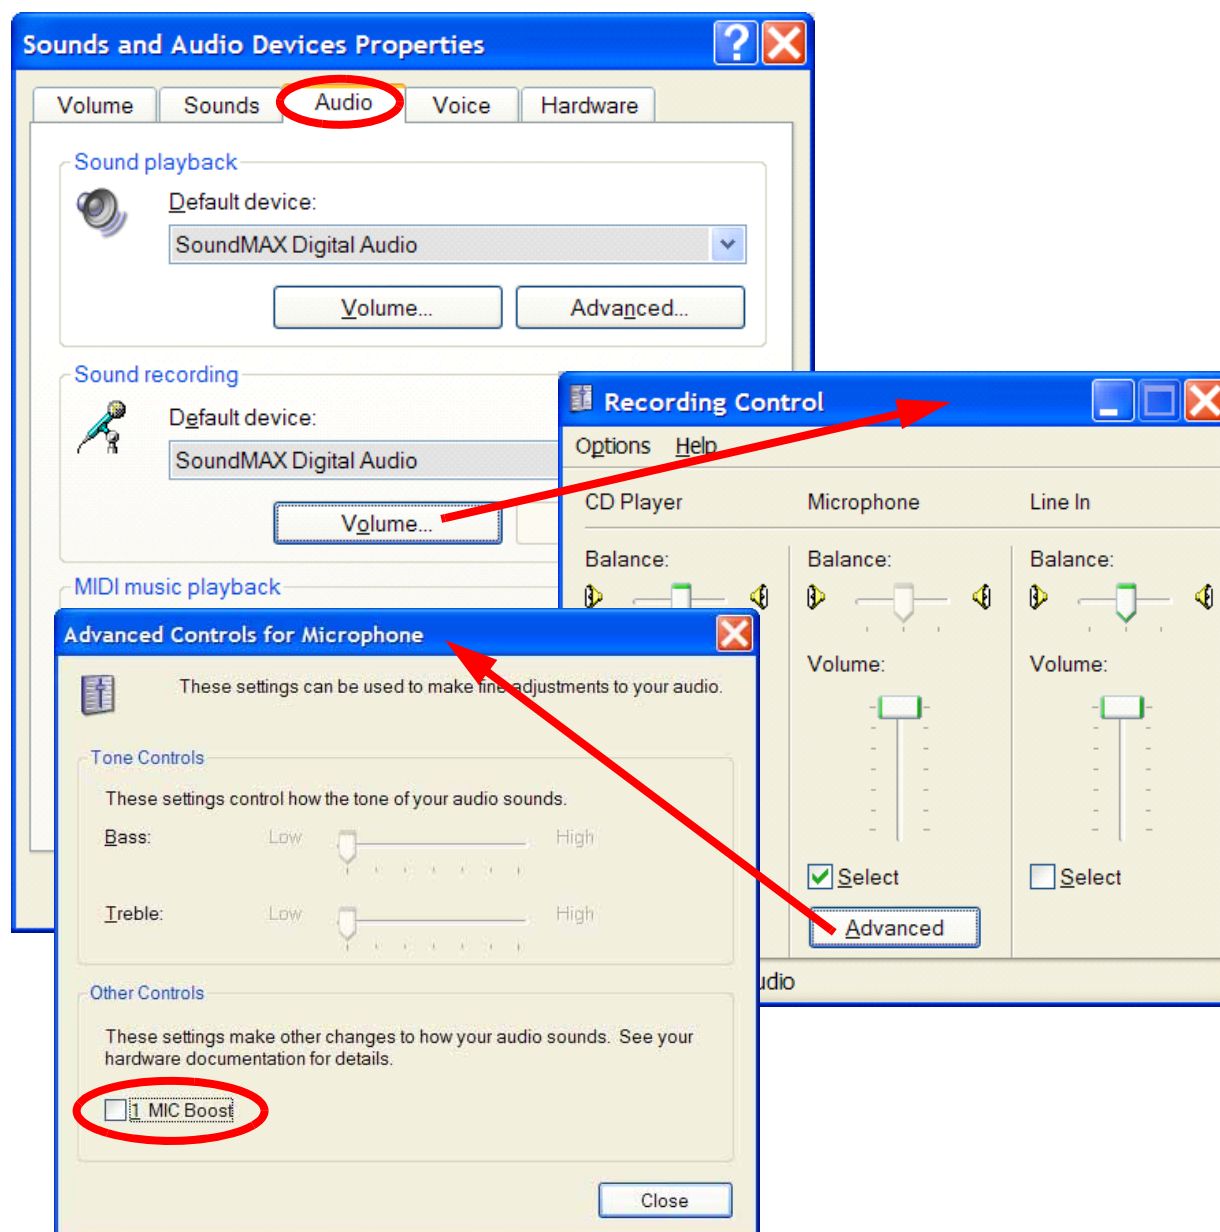 Sounds and Audio Devices Properties
Volume
Sounds
Audio
Voice
Hardware
Sound playback
Default device:
SoundMAX Digital Audio
Volume...
Advanced...
Sound recording
Default device:
SoundMAX Digital Audio
Volume...
MIDI music playback
Recording Control
Options Help
CD Player
Microphone
Line In
Balance:
Balance:
Balance:
Volume:
Volume:
Select
Select
Advanced
udio
Advanced Controls for Microphone
These settings can be used to make fine adjustments to your audio.
Tone Controls
These settings control how the tone of your audio sounds.
Bass:
Low
High
Treble:
Low
High
Other Controls
These settings make other changes to how your audio sounds. See your
hardware documentation for details.
1 MIC Boost
Close